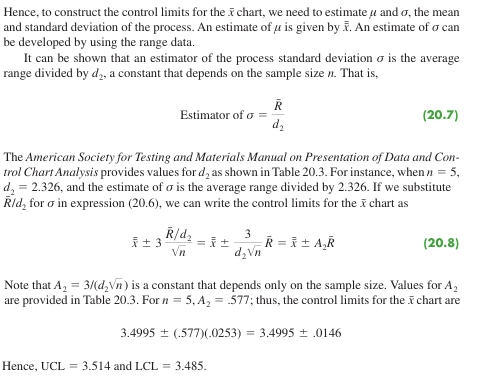 Hence, to construct the control limits for the x̄ chart, we need to estimate μ and σ, the mean
and standard deviation of the process. An estimate of μ is given by x̿. An estimate of σ can
be developed by using the range data.
It can be shown that an estimator of the process standard deviation σ is the average
range divided by d₂, a constant that depends on the sample size n. That is,
Estimator of σ = R̄/d₂ (20.7)
The American Society for Testing and Materials Manual on Presentation of Data and Con-
trol Chart Analysis provides values for d₂ as shown in Table 20.3. For instance, when n = 5,
d₂ = 2.326, and the estimate of σ is the average range divided by 2.326. If we substitute
R̄/d₂ for σ in expression (20.6), we can write the control limits for the x̄ chart as
x̿ ± 3 (R̄/d₂)/√n = x̿ ± 3/(d₂√n) R̄ = x̿ ± A₂R̄ (20.8)
Note that A₂ = 3/(d₂√n) is a constant that depends only on the sample size. Values for A₂
are provided in Table 20.3. For n = 5, A₂ = .577; thus, the control limits for the x̄ chart are
3.4995 ± (.577)(.0253) = 3.4995 ± .0146
Hence, UCL = 3.514 and LCL = 3.485.